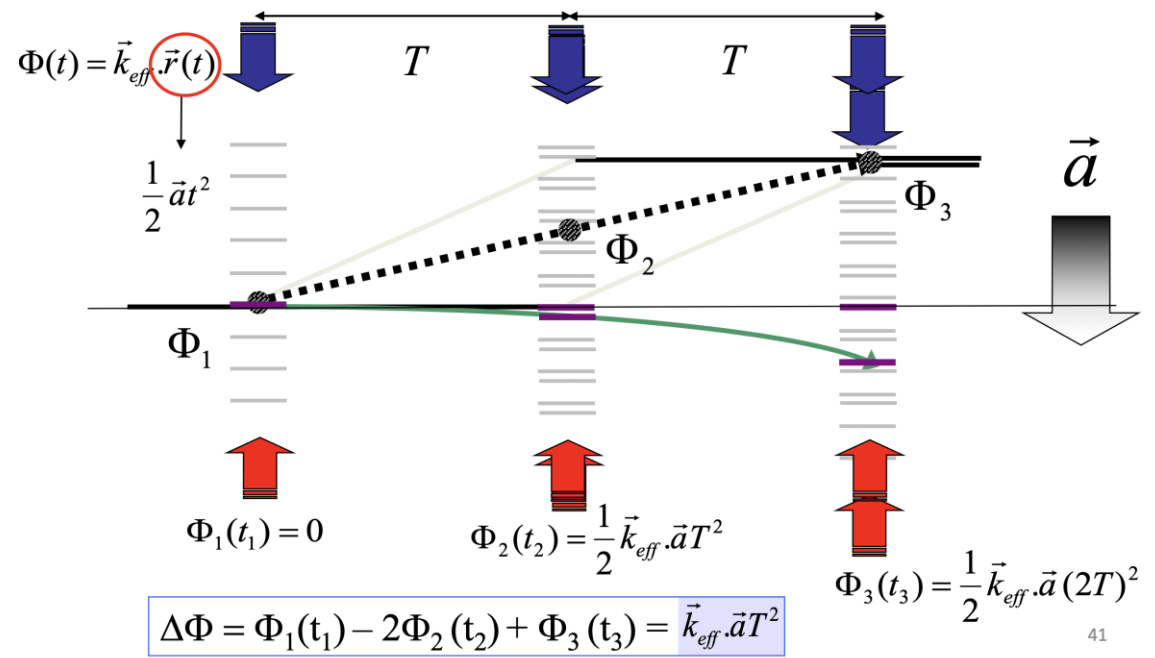 Φ(t) = k⃗_eff . r⃗(t)
T
T
1/2 a⃗t²
a⃗
Φ₃
Φ₂
Φ₁
Φ₁(t₁) = 0
Φ₂(t₂) = 1/2 k⃗_eff . a⃗T²
Φ₃(t₃) = 1/2 k⃗_eff . a⃗(2T)²
ΔΦ = Φ₁(t₁) – 2Φ₂(t₂) + Φ₃(t₃) = k⃗_eff . a⃗T²
41